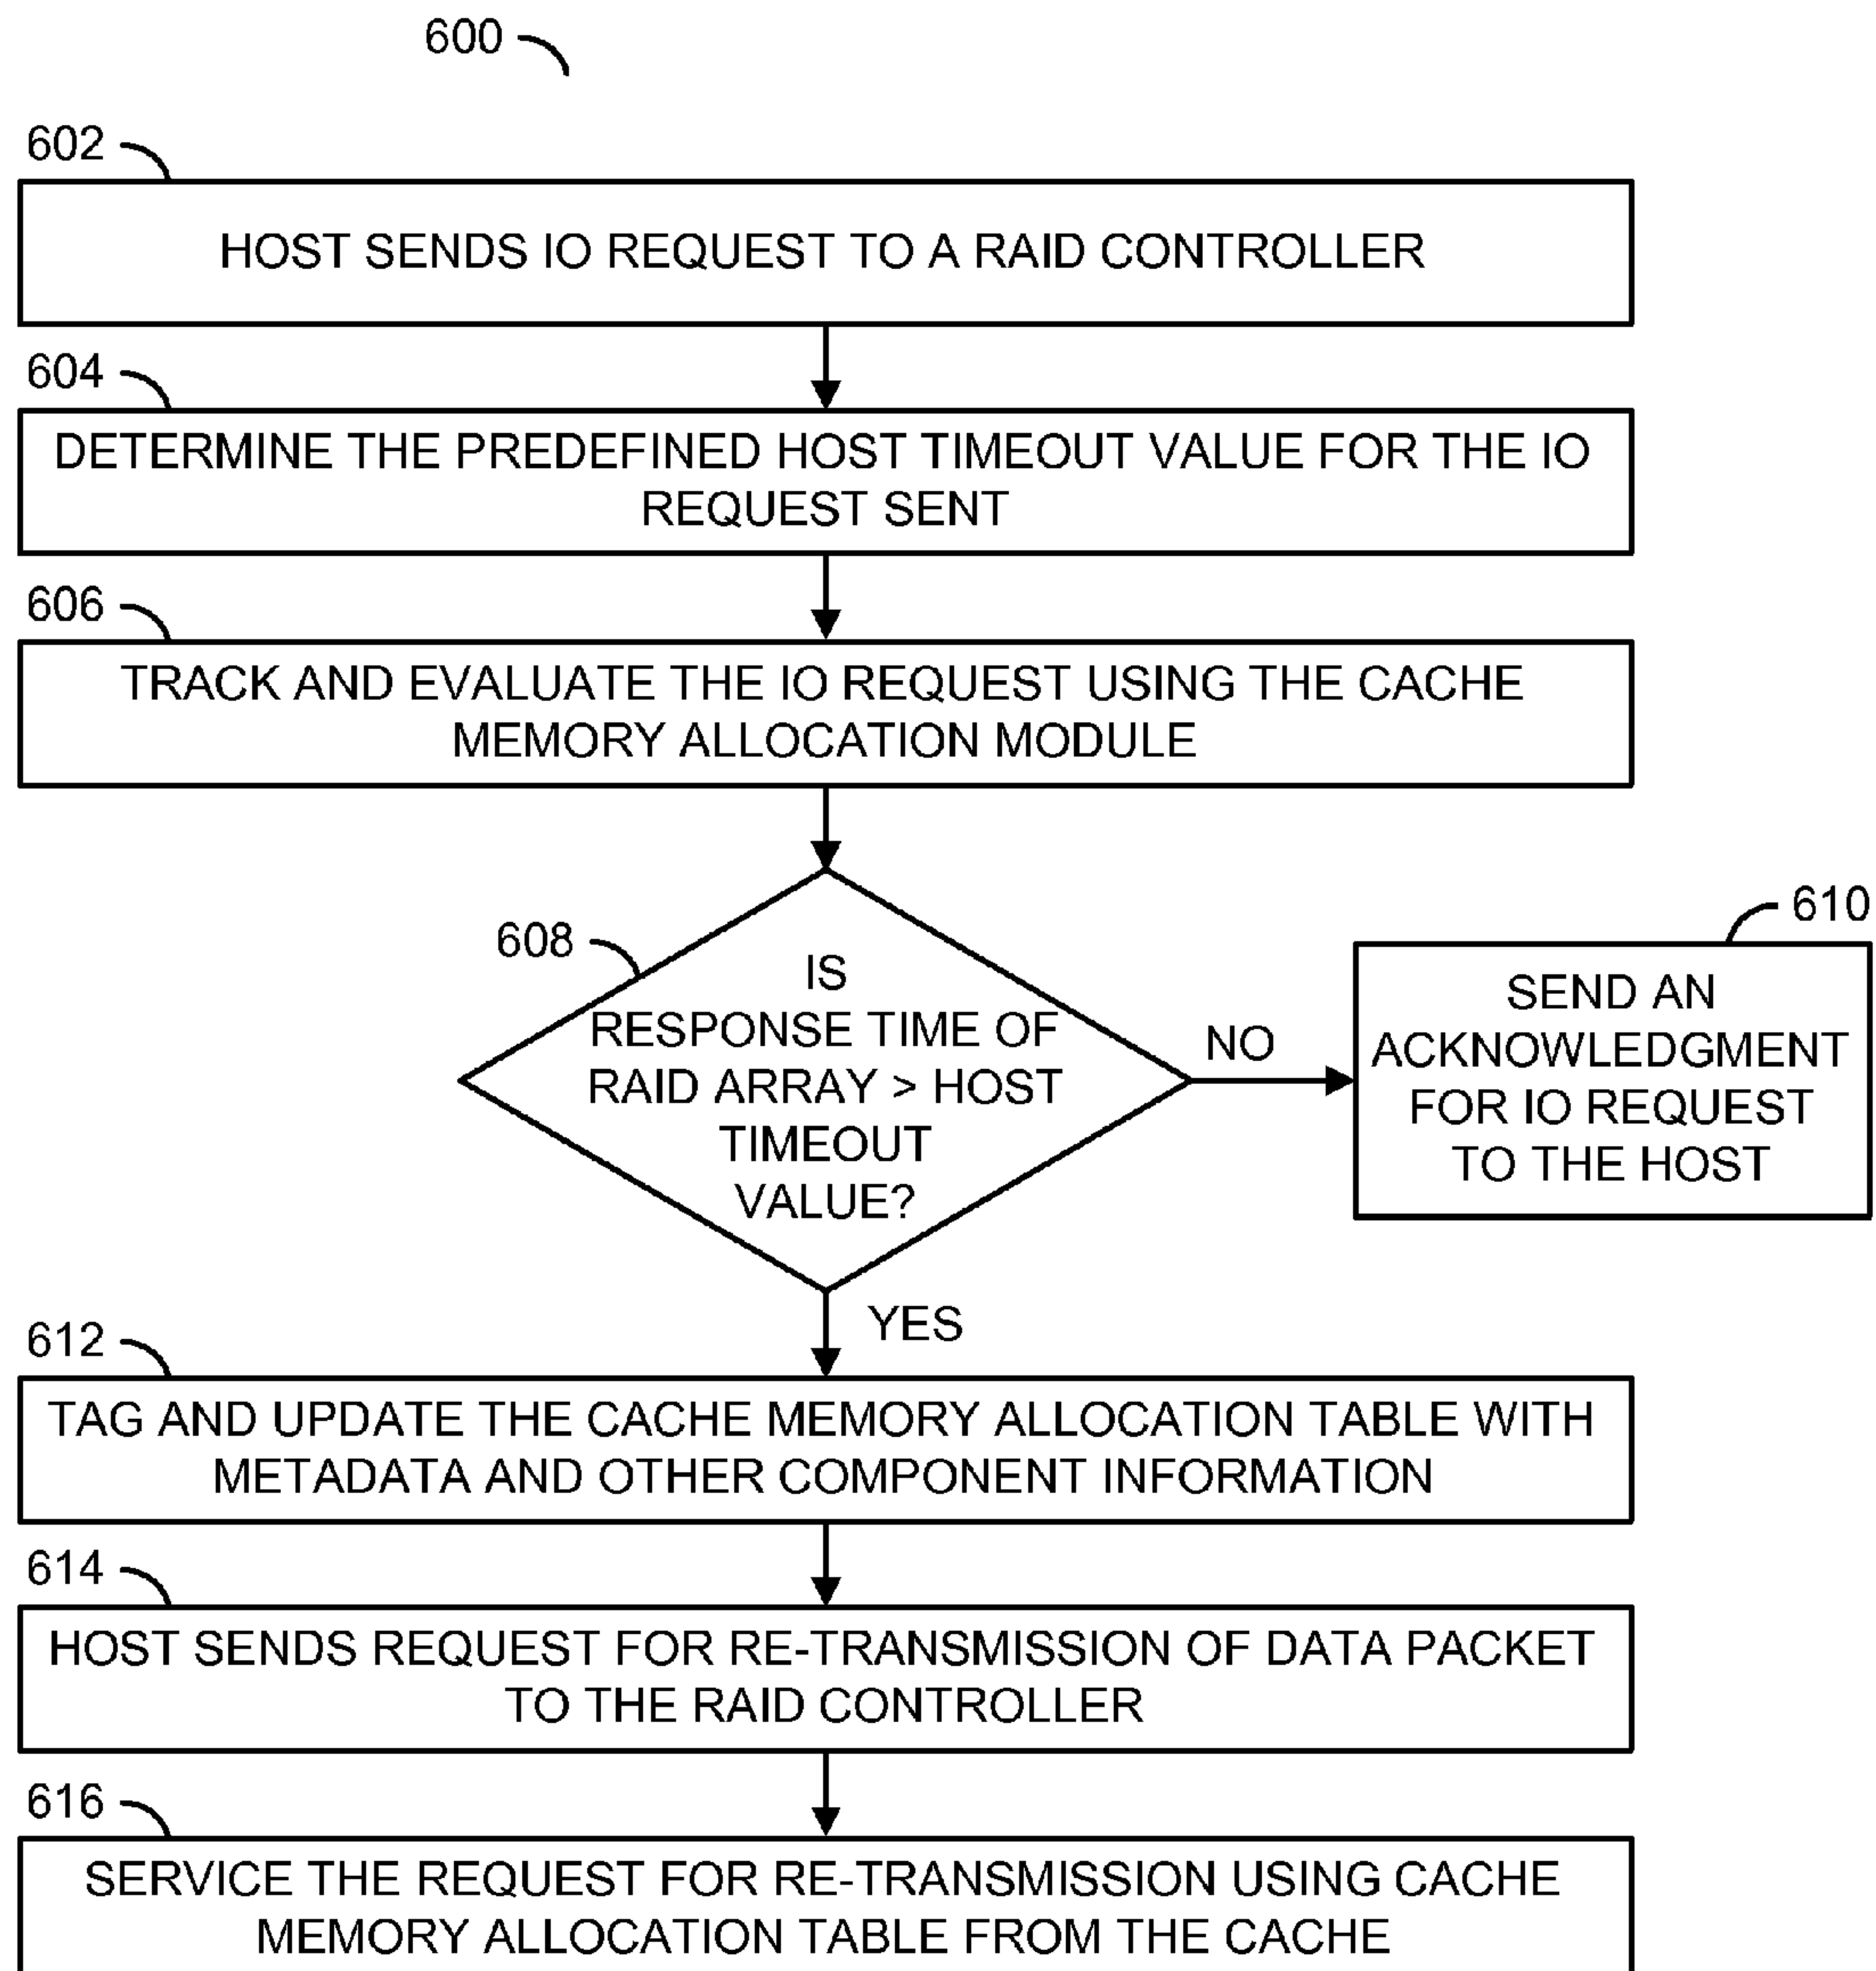 600
602
HOST SENDS IO REQUEST TO A RAID CONTROLLER
604
DETERMINE THE PREDEFINED HOST TIMEOUT VALUE FOR THE IO
REQUEST SENT
606
TRACK AND EVALUATE THE IO REQUEST USING THE CACHE
MEMORY ALLOCATION MODULE
608
IS
RESPONSE TIME OF
RAID ARRAY > HOST
TIMEOUT
VALUE?
NO
610
SEND AN
ACKNOWLEDGMENT
FOR IO REQUEST
TO THE HOST
YES
612
TAG AND UPDATE THE CACHE MEMORY ALLOCATION TABLE WITH
METADATA AND OTHER COMPONENT INFORMATION
614
HOST SENDS REQUEST FOR RE-TRANSMISSION OF DATA PACKET
TO THE RAID CONTROLLER
616
SERVICE THE REQUEST FOR RE-TRANSMISSION USING CACHE
MEMORY ALLOCATION TABLE FROM THE CACHE